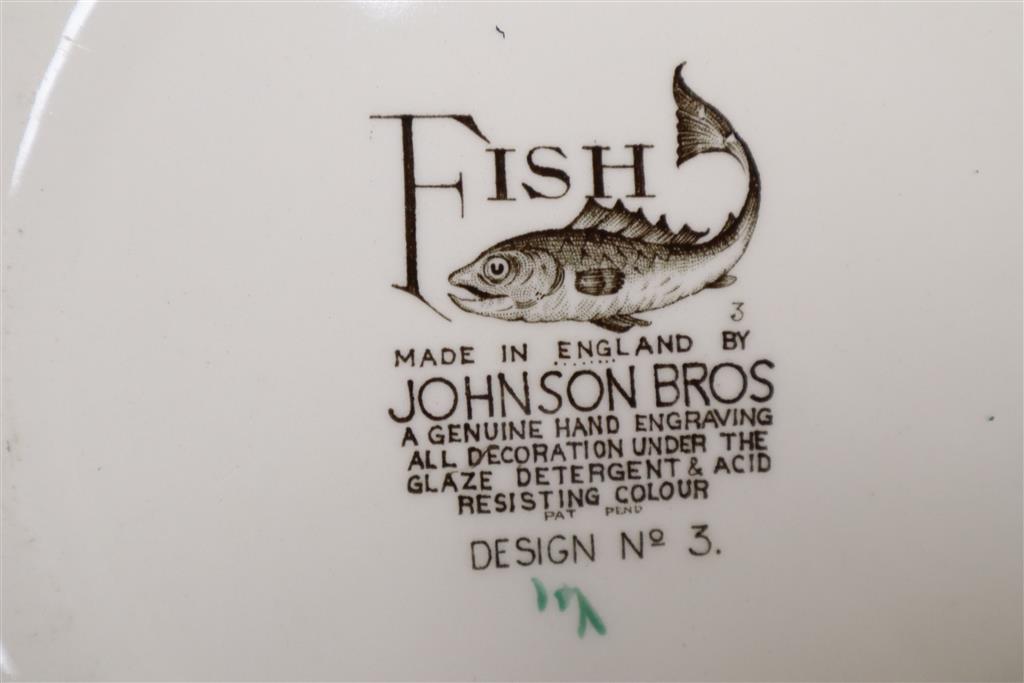 FISH
3
MADE IN ENGLAND BY
JOHNSON BROS
A GENUINE HAND ENGRAVING
ALL DECORATION UNDER THE
GLAZE DETERGENT & ACID
RESISTING COLOUR
PAT PEND
DESIGN Nº 3.